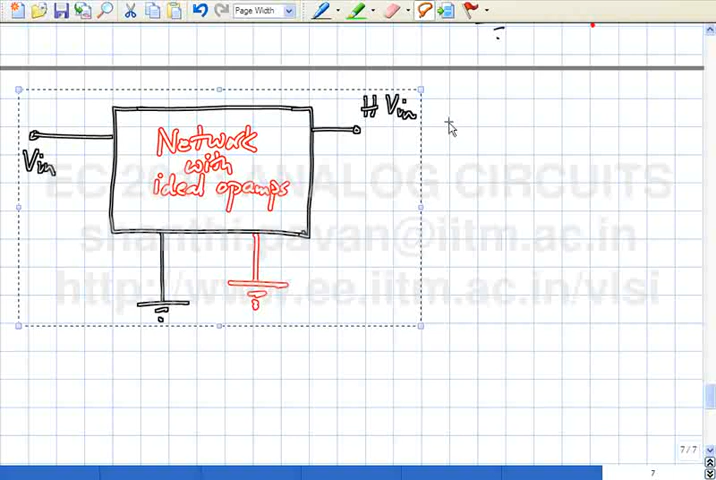 Page Width
H Vin
Vin
Network
with
ideal opamps
EC 20 ANALOG CIRCUITS
shanthi.pavan@iitm.ac.in
http://www.ee.iitm.ac.in/vlsi
7/7
7